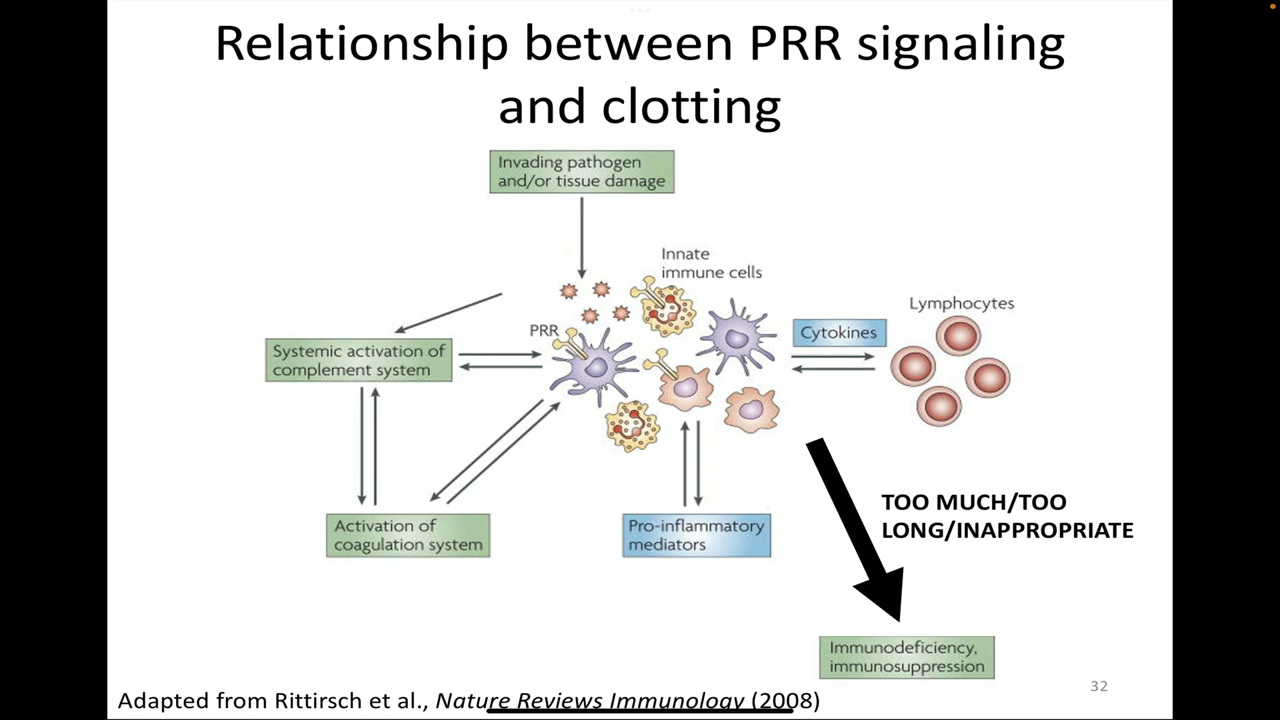 Relationship between PRR signaling
and clotting
Invading pathogen
and/or tissue damage
Innate
immune cells
Lymphocytes
PRR
Cytokines
Systemic activation of
complement system
TOO MUCH/TOO
LONG/INAPPROPRIATE
Activation of
coagulation system
Pro-inflammatory
mediators
Immunodeficiency,
immunosuppression
32
Adapted from Rittirsch et al., Nature Reviews Immunology (2008)